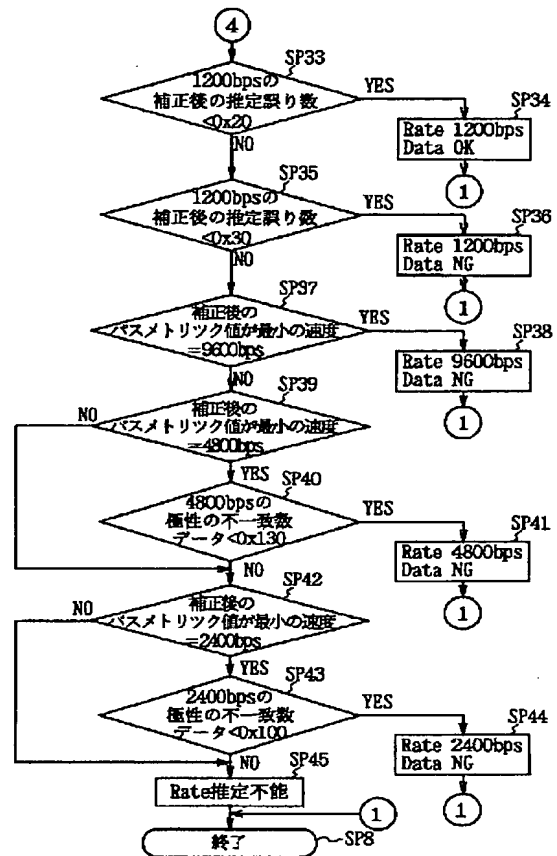 4
SP33
1200bpsの
補正後の推定誤り数
<0x20
YES
NO
SP34
Rate 1200bps
Data OK
1
SP35
1200bpsの
補正後の推定誤り数
<0x30
YES
NO
SP36
Rate 1200bps
Data NG
1
SP37
補正後の
パスメトリツク値が最小の速度
=9600bps
YES
NO
SP38
Rate 9600bps
Data NG
1
SP39
補正後の
パスメトリツク値が最小の速度
=4800bps
NO
YES
SP40
4800bpsの
極性の不一致数
データ<0x130
YES
NO
SP41
Rate 4800bps
Data NG
1
SP42
補正後の
パスメトリツク値が最小の速度
=2400bps
NO
YES
SP43
2400bpsの
極性の不一致数
データ<0x100
YES
NO
SP44
Rate 2400bps
Data NG
1
SP45
Rate推定不能
1
終了
SP8